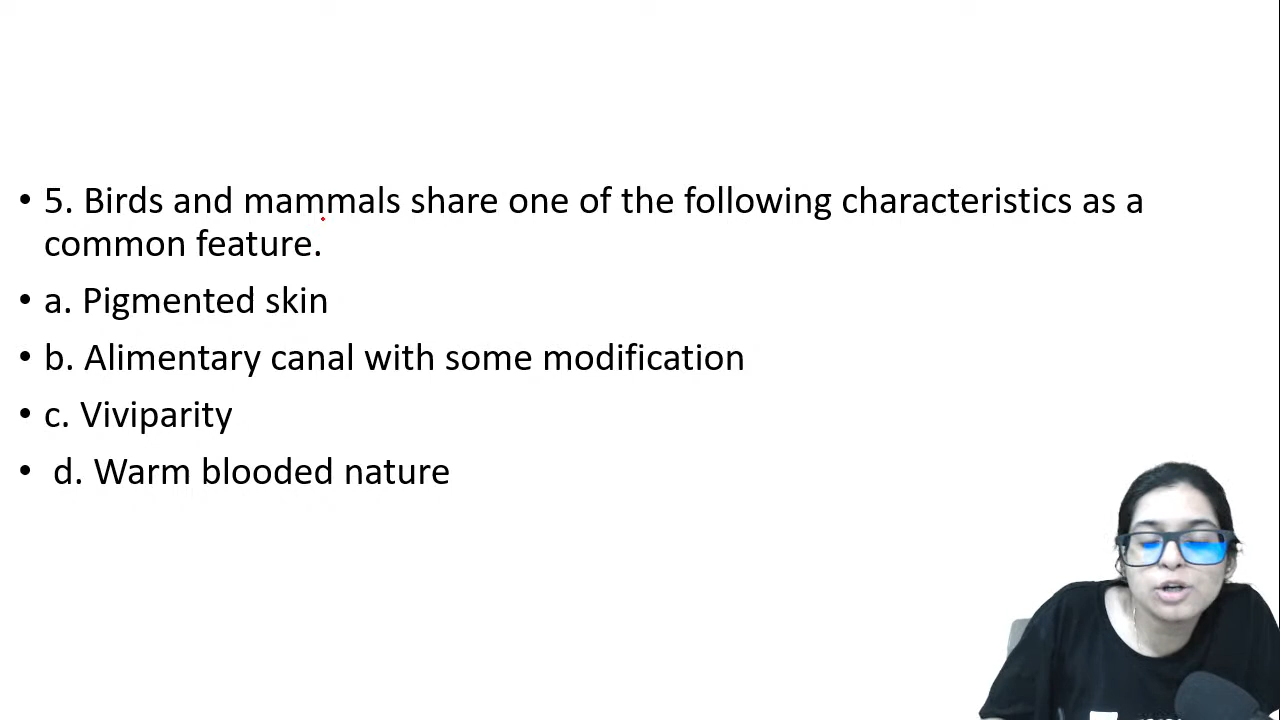 • 5. Birds and mammals share one of the following characteristics as a
common feature.
• a. Pigmented skin
• b. Alimentary canal with some modification
• c. Viviparity
• d. Warm blooded nature